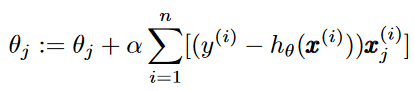 θ_j := θ_j + α ∑_{i=1}^{n} [(y^{(i)} − h_θ(𝒙^{(i)}))𝒙_j^{(i)}]